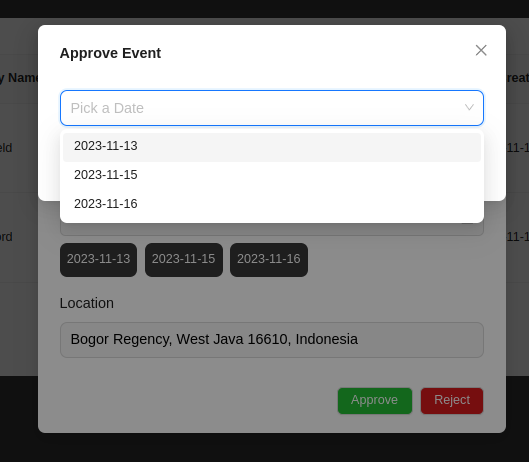 Approve Event
y Name
reat
Pick a Date
2023-11-13
2023-11-15
2023-11-16
eld
11-1
ord
11-1
2023-11-13 2023-11-15 2023-11-16
Location
Bogor Regency, West Java 16610, Indonesia
Approve Reject